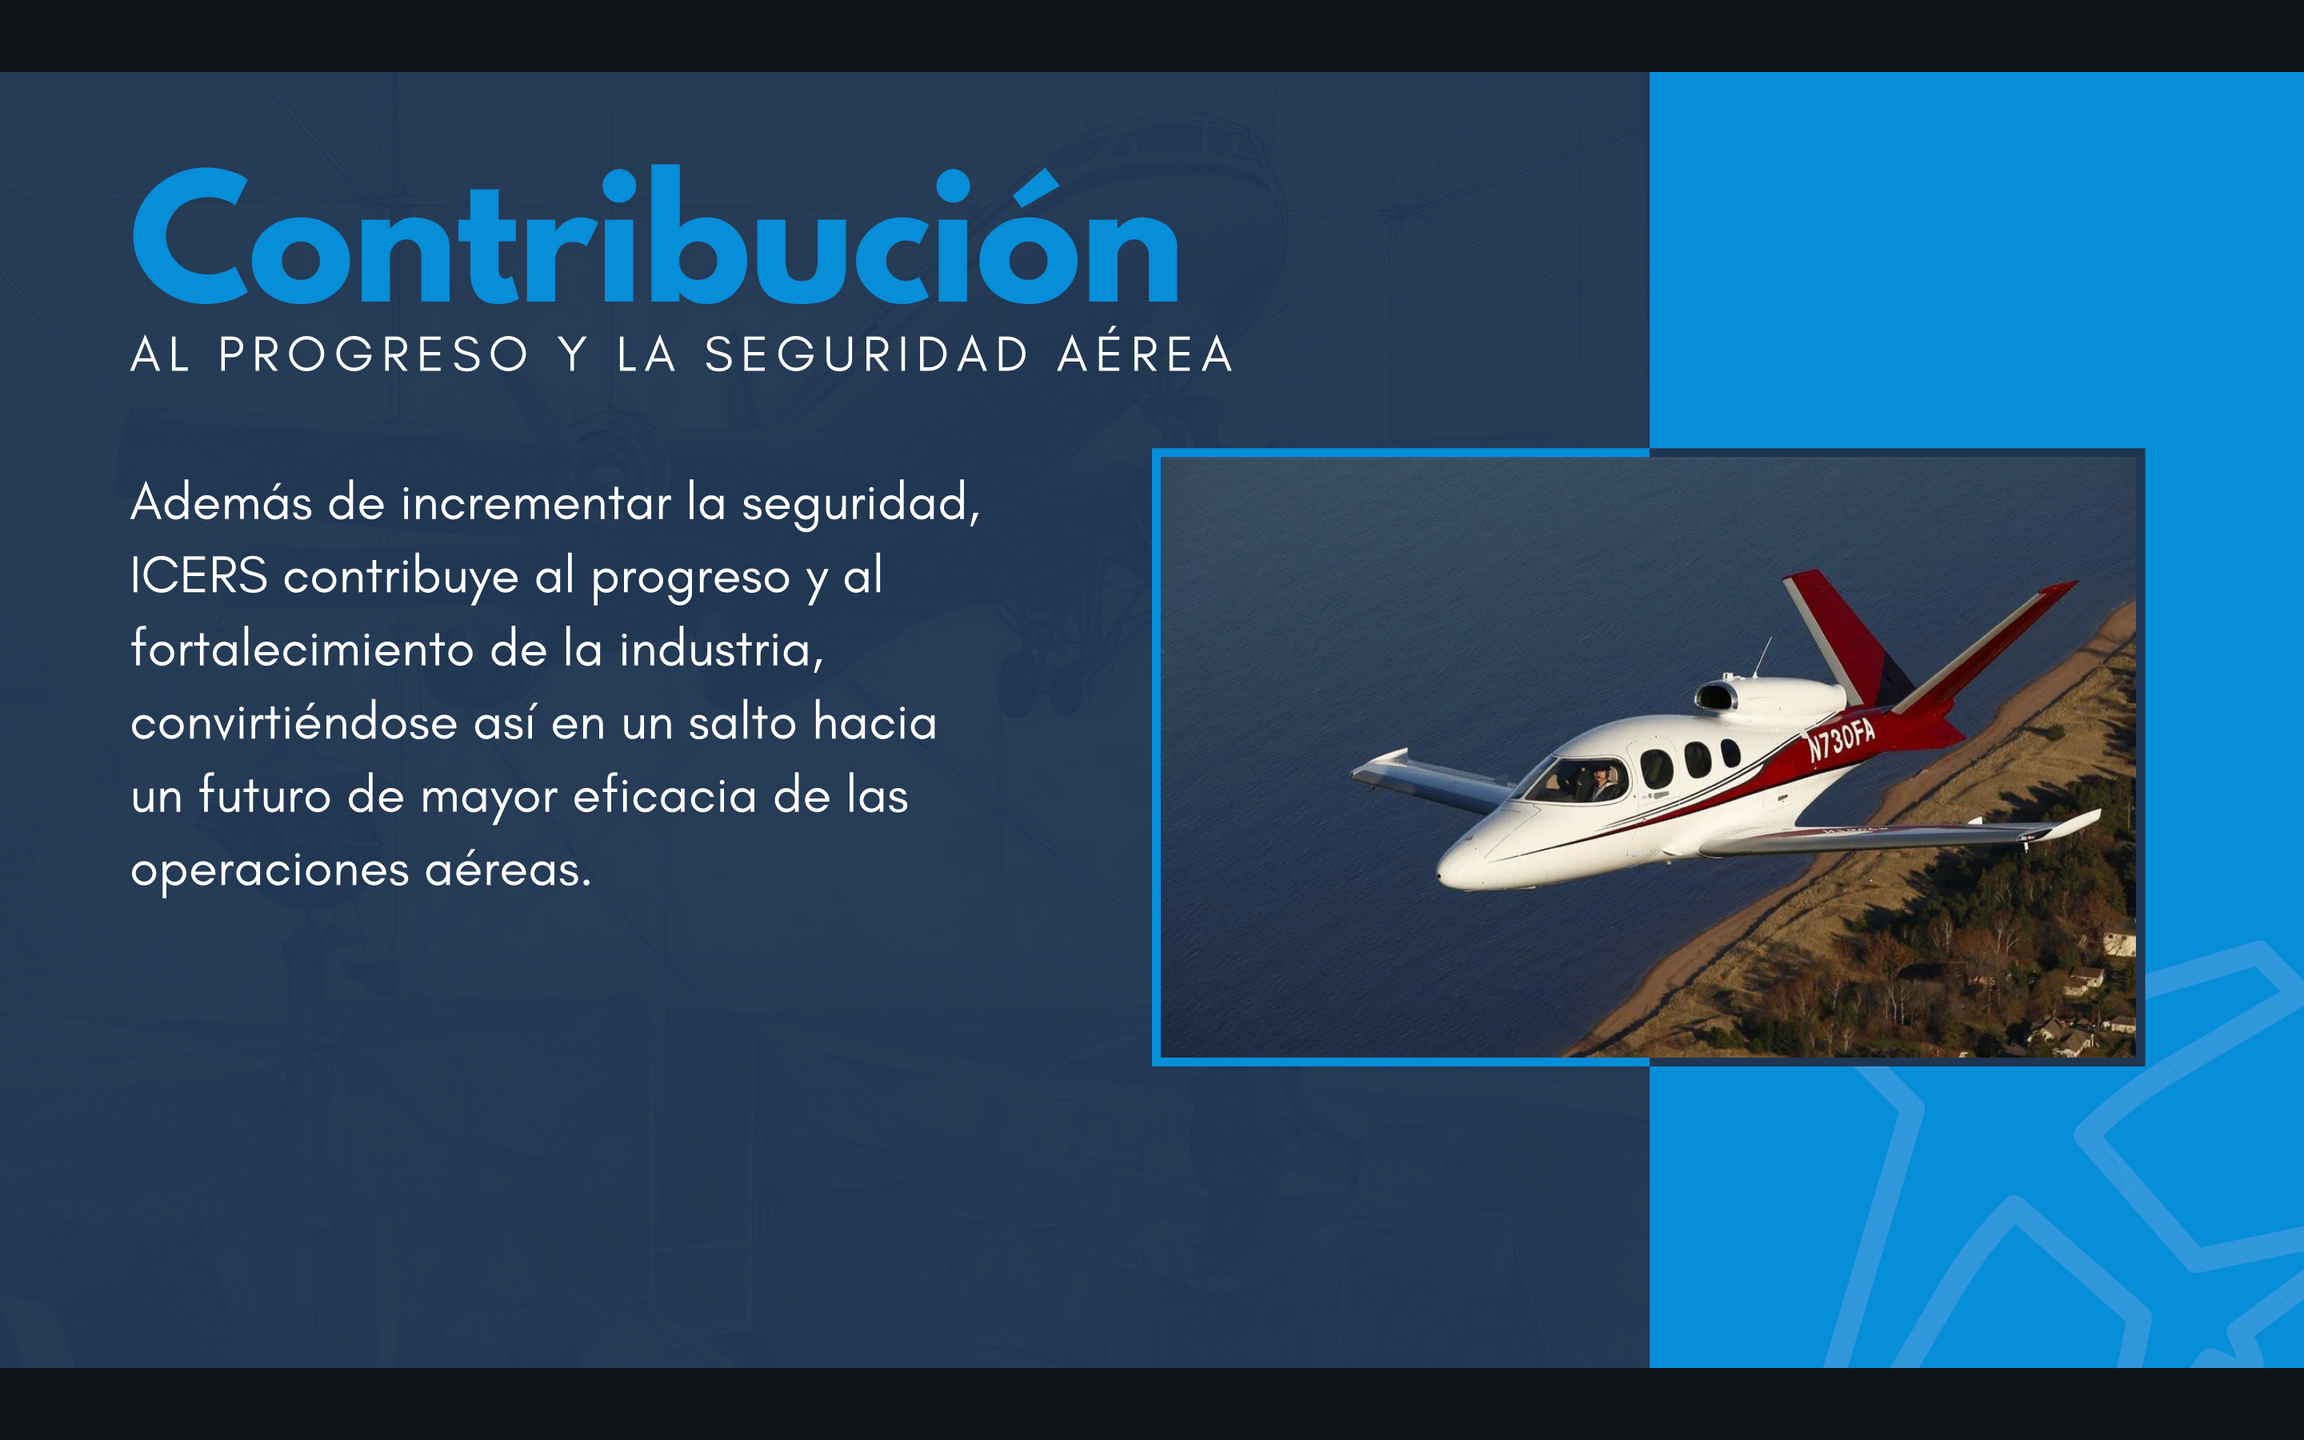 Contribución
AL PROGRESO Y LA SEGURIDAD AÉREA
Además de incrementar la seguridad,
ICERS contribuye al progreso y al
fortalecimiento de la industria,
convirtiéndose así en un salto hacia
un futuro de mayor eficacia de las
operaciones aéreas.
N730FA